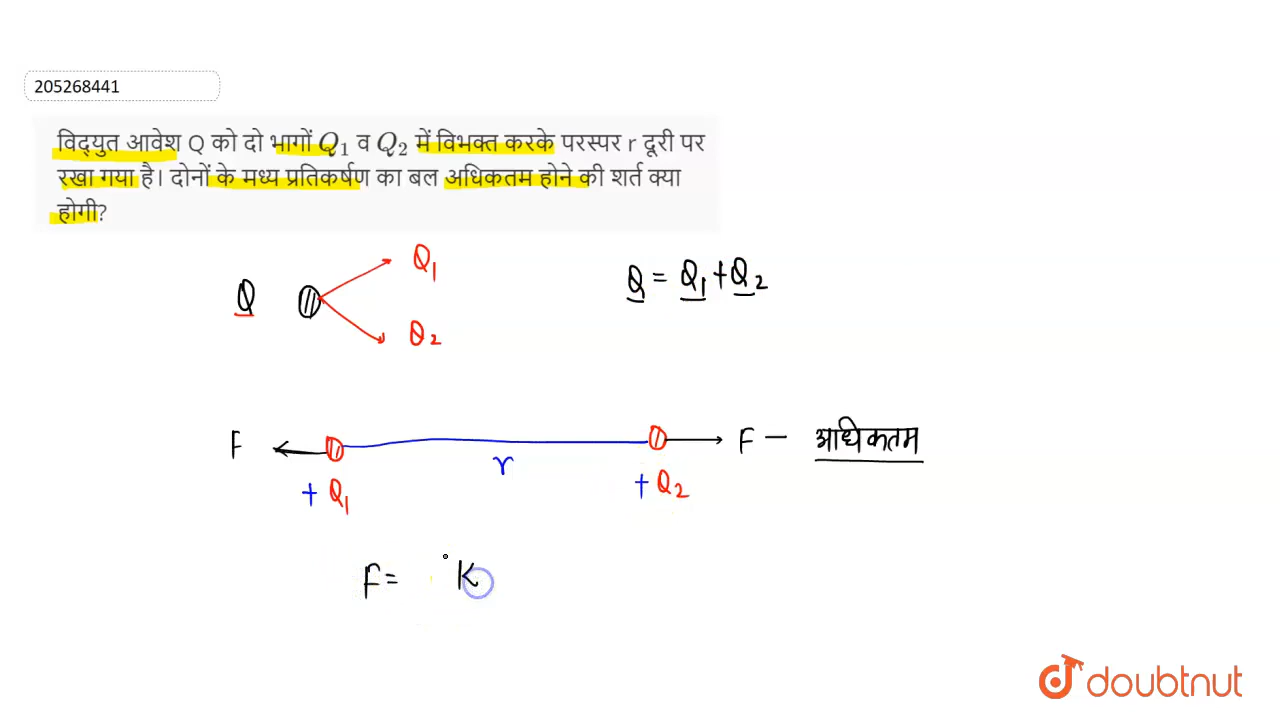 205268441
विद्युत आवेश Q को दो भागों Q₁ व Q₂ में विभक्त करके परस्पर r दूरी पर
रखा गया है। दोनों के मध्य प्रतिकर्षण का बल अधिकतम होने की शर्त क्या
होगी?
Q₁
Q Q = Q₁ + Q₂
Q₂
F F − अधिकतम
r
+ Q₁ + Q₂
F = K
doubtnut